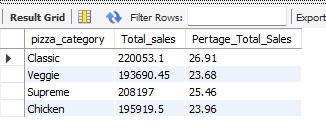 Result Grid Filter Rows: Export
pizza_category Total_sales Pertage_Total_Sales
Classic 220053.1 26.91
Veggie 193690.45 23.68
Supreme 208197 25.46
Chicken 195919.5 23.96